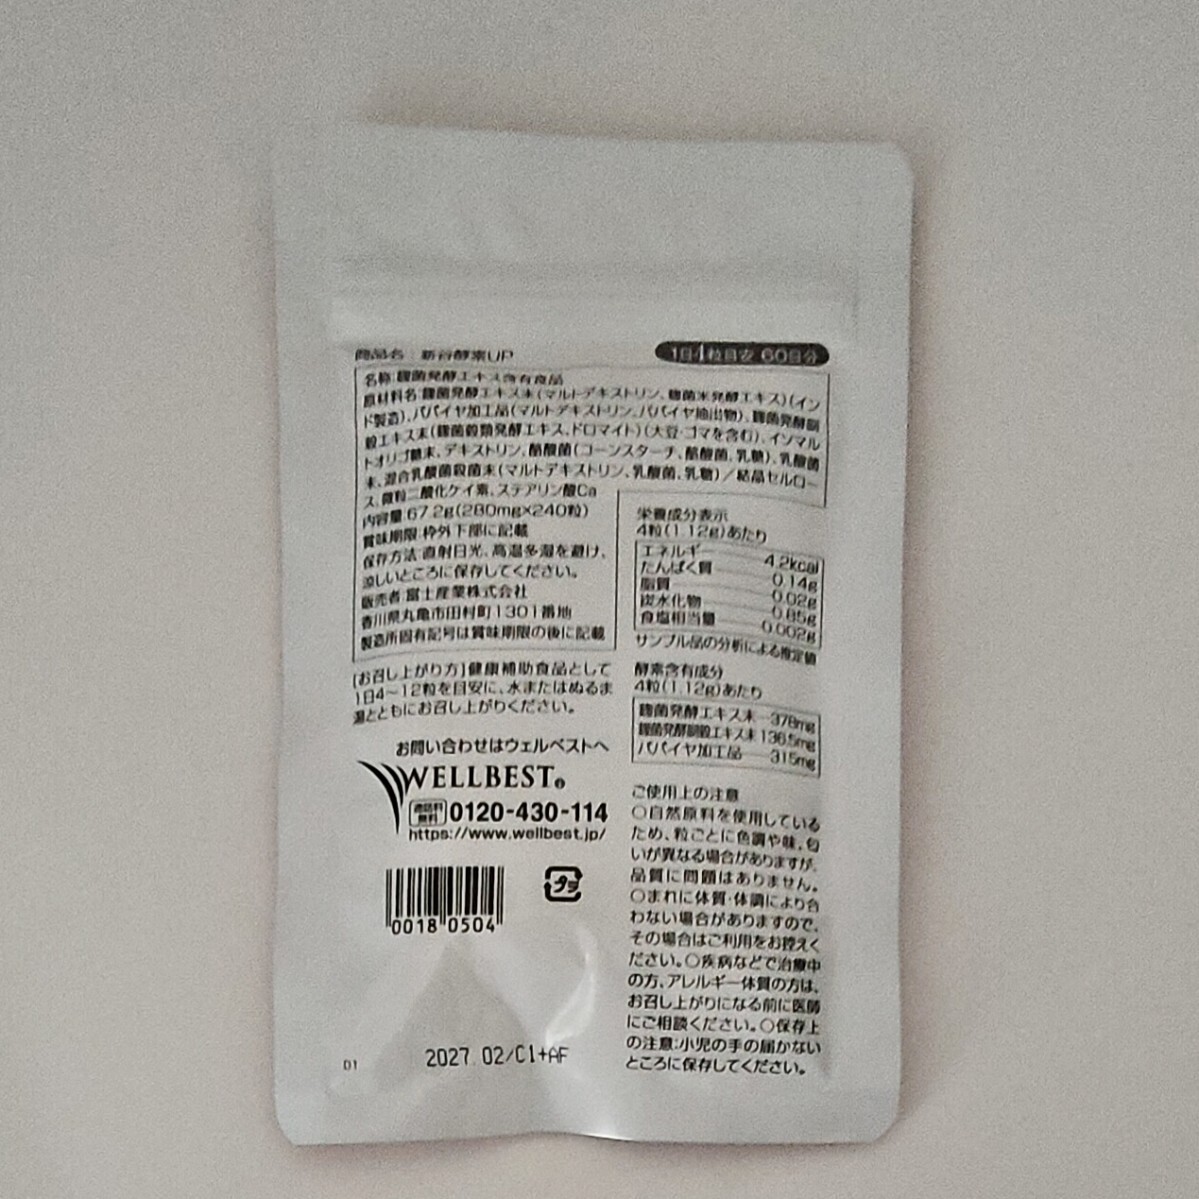 商品名:新谷酵素UP
1日4粒目安 60日分
名称:麹菌発酵エキス含有食品
原材料名:麹菌発酵エキス末(マルトデキストリン、麹菌米発酵エキス)(イン
ド製造)、パパイヤ加工品(マルトデキストリン、パパイヤ抽出物)、麹菌発酵副
穀エキス末(麹菌穀類発酵エキス、ドロマイト)(大豆・ゴマを含む)、イソマル
トオリゴ糖末、デキストリン、酪酸菌(コーンスターチ、酪酸菌、乳糖)、乳酸菌
末、混合乳酸菌殺菌末(マルトデキストリン、乳酸菌、乳糖)/結晶セルロー
ス、微粒二酸化ケイ素、ステアリン酸Ca
内容量:67.2g(280mg×240粒)
賞味期限:枠外下部に記載
保存方法:直射日光、高温多湿を避け、
涼しいところに保存してください。
販売者:富士産業株式会社
香川県丸亀市田村町1301番地
製造所固有記号は賞味期限の後に記載
[お召し上がり方]健康補助食品として
1日4~12粒を目安に、水またはぬるま
湯とともにお召し上がりください。
お問い合わせはウェルベストへ
WELLBEST®
通話料無料 0120-430-114
https://www.wellbest.jp/
0018 0504
プラ
01
2027.02/C1+AF
栄養成分表示
4粒(1.12g)あたり
エネルギー 4.2kcal
たんぱく質 0.14g
脂質 0.02g
炭水化物 0.85g
食塩相当量 0.002g
サンプル品の分析による推定値
酵素含有成分
4粒(1.12g)あたり
麹菌発酵エキス末 378mg
麹菌発酵副穀エキス末 136.5mg
パパイヤ加工品 315mg
ご使用上の注意
○自然原料を使用している
ため、粒ごとに色調や味、匂
いが異なる場合がありますが、
品質に問題はありません。
○まれに体質・体調により合
わない場合がありますので、
その場合はご利用をお控えく
ださい。○疾病などで治療中
の方、アレルギー体質の方は、
お召し上がりになる前に医師
にご相談ください。○保存上
の注意:小児の手の届かない
ところに保存してください。